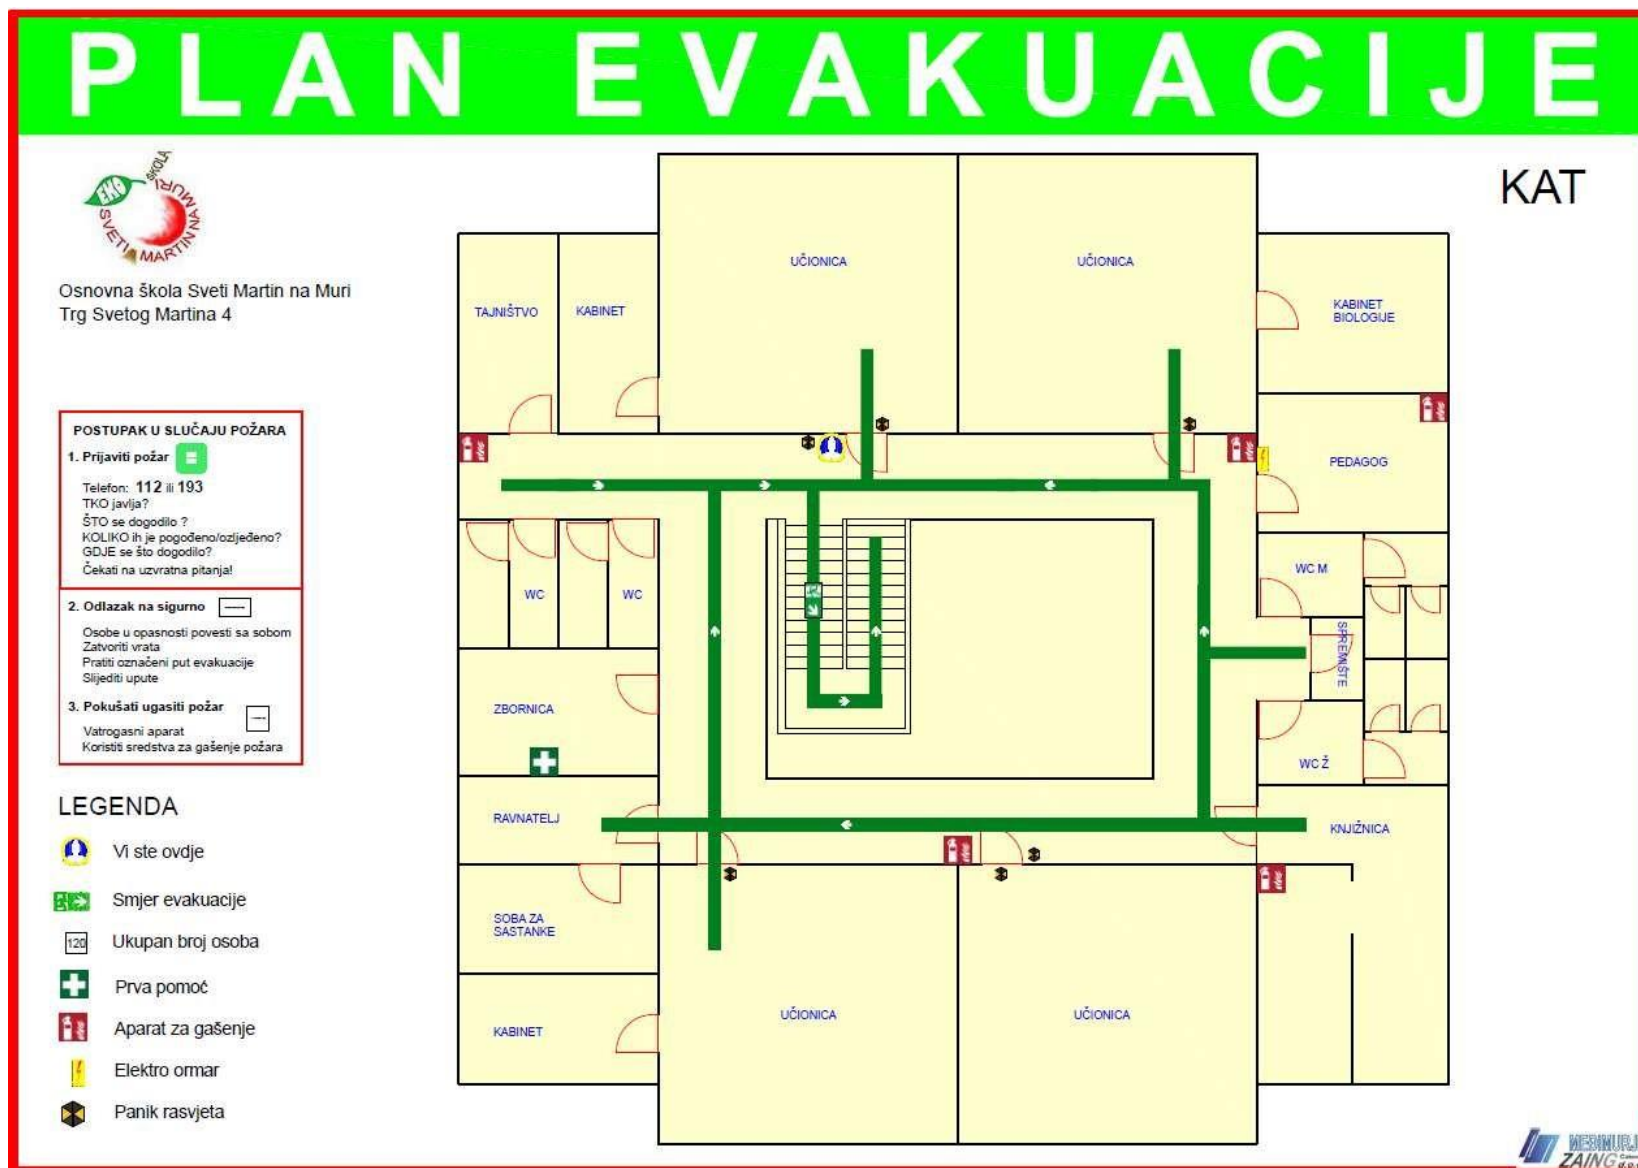 PLAN EVAKUACIJE
KAT
EKO
ŠKOLA
SVETI MARTIN NA MURI
Osnovna škola Sveti Martin na Muri
Trg Svetog Martina 4
POSTUPAK U SLUČAJU POŽARA
1. Prijaviti požar
Telefon: 112 ili 193
TKO javlja?
ŠTO se dogodilo ?
KOLIKO ih je pogođeno/ozljeđeno?
GDJE se što dogodilo?
Čekati na uzvratna pitanja!
2. Odlazak na sigurno
Osobe u opasnosti povesti sa sobom
Zatvoriti vrata
Pratiti označeni put evakuacije
Slijediti upute
3. Pokušati ugasiti požar
Vatrogasni aparat
Koristiti sredstva za gašenje požara
LEGENDA
Vi ste ovdje
Smjer evakuacije
120
Ukupan broj osoba
Prva pomoć
Aparat za gašenje
Elektro ormar
Panik rasvjeta
UČIONICA
UČIONICA
TAJNIŠTVO
KABINET
KABINET
BIOLOGIJE
PEDAGOG
WC M
WC
WC
SPREMIŠTE
ZBORNICA
WC Ž
RAVNATELJ
KNJIŽNICA
SOBA ZA
SASTANKE
KABINET
UČIONICA
UČIONICA
ZAING